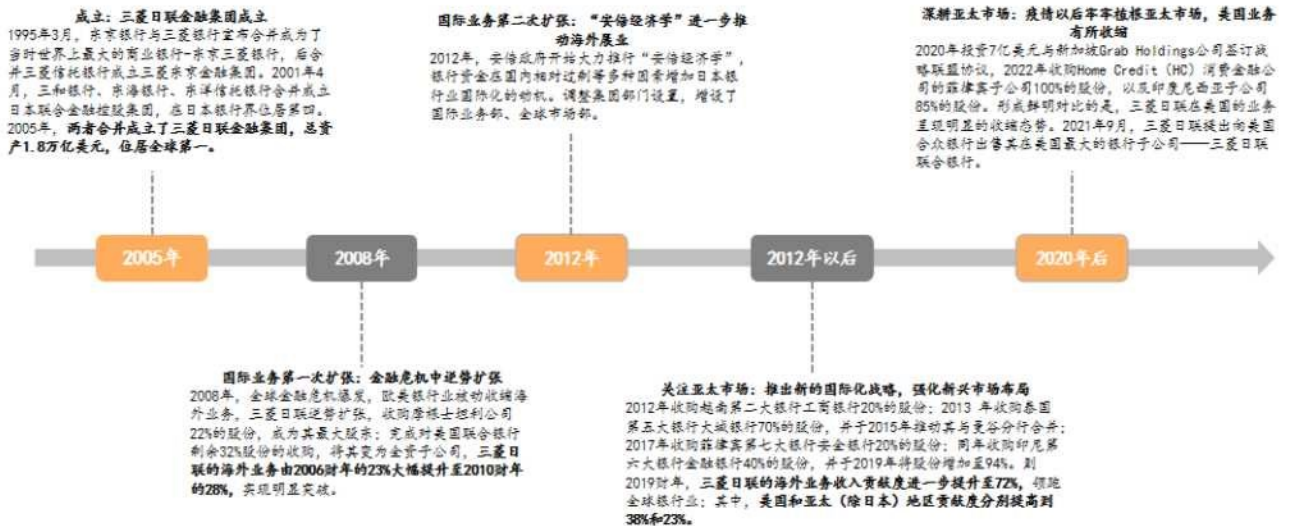 成立：三菱日联金融集团成立
1995年3月，东京银行与三菱银行宣布合并成为了
当时世界上最大的商业银行-东京三菱银行，后合
并三菱信托银行成立三菱东京金融集团。2001年4
月，三和银行、东海银行、东洋信托银行合并成立
日本联合金融控股集团，在日本银行界位居第四。
2005年，两者合并成立了三菱日联金融集团，总资
产1.8万亿美元，位居全球第一。
国际业务第二次扩张：“安倍经济学”进一步推
动海外展业
2012年，安倍政府开始大力推行“安倍经济学”，
银行资金在国内相对过剩等多种因素增加日本银
行业国际化的动机。调整集团部门设置，增设了
国际业务部、全球市场部。
深耕亚太市场：疫情以后牢牢植根亚太市场，美国业务
有所收缩
2020年投资7亿美元与新加坡Grab Holdings公司签订战
略联盟协议，2022年收购Home Credit（HC）消费金融公
司的菲律宾子公司100%的股份，以及印度尼西亚子公司
85%的股份。形成鲜明对比的是，三菱日联在美国的业务
呈现明显的收缩态势。2021年9月，三菱日联提出向美国
合众银行出售其在美国最大的银行子公司——三菱日联
联合银行。
2005年
2008年
2012年
2012年以后
2020年后
国际业务第一次扩张：金融危机中逆势扩张
2008年，全球金融危机爆发，欧美银行业被动收缩海
外业务，三菱日联逆势扩张，收购摩根士坦利公司
22%的股份，成为其最大股东；完成对美国联合银行
剩余32%股份的收购，将其变为全资子公司，三菱日
联的海外业务由2006财年的23%大幅提升至2010财年
的28%，实现明显突破。
关注亚太市场：推出新的国际化战略，强化新兴市场布局
2012年收购越南第二大银行工商银行20%的股份；2013 年收购泰国
第五大银行大城银行70%的股份，并于2015年推动其与曼谷分行合并；
2017年收购菲律宾第七大银行安全银行20%的股份；同年收购印尼第
六大银行金融银行40%的股份，并于2019年将股份增加至94%。到
2019财年，三菱日联的海外业务收入贡献度进一步提升至72%，领跑
全球银行业；其中，美国和亚太（除日本）地区贡献度分别提高到
38%和23%。